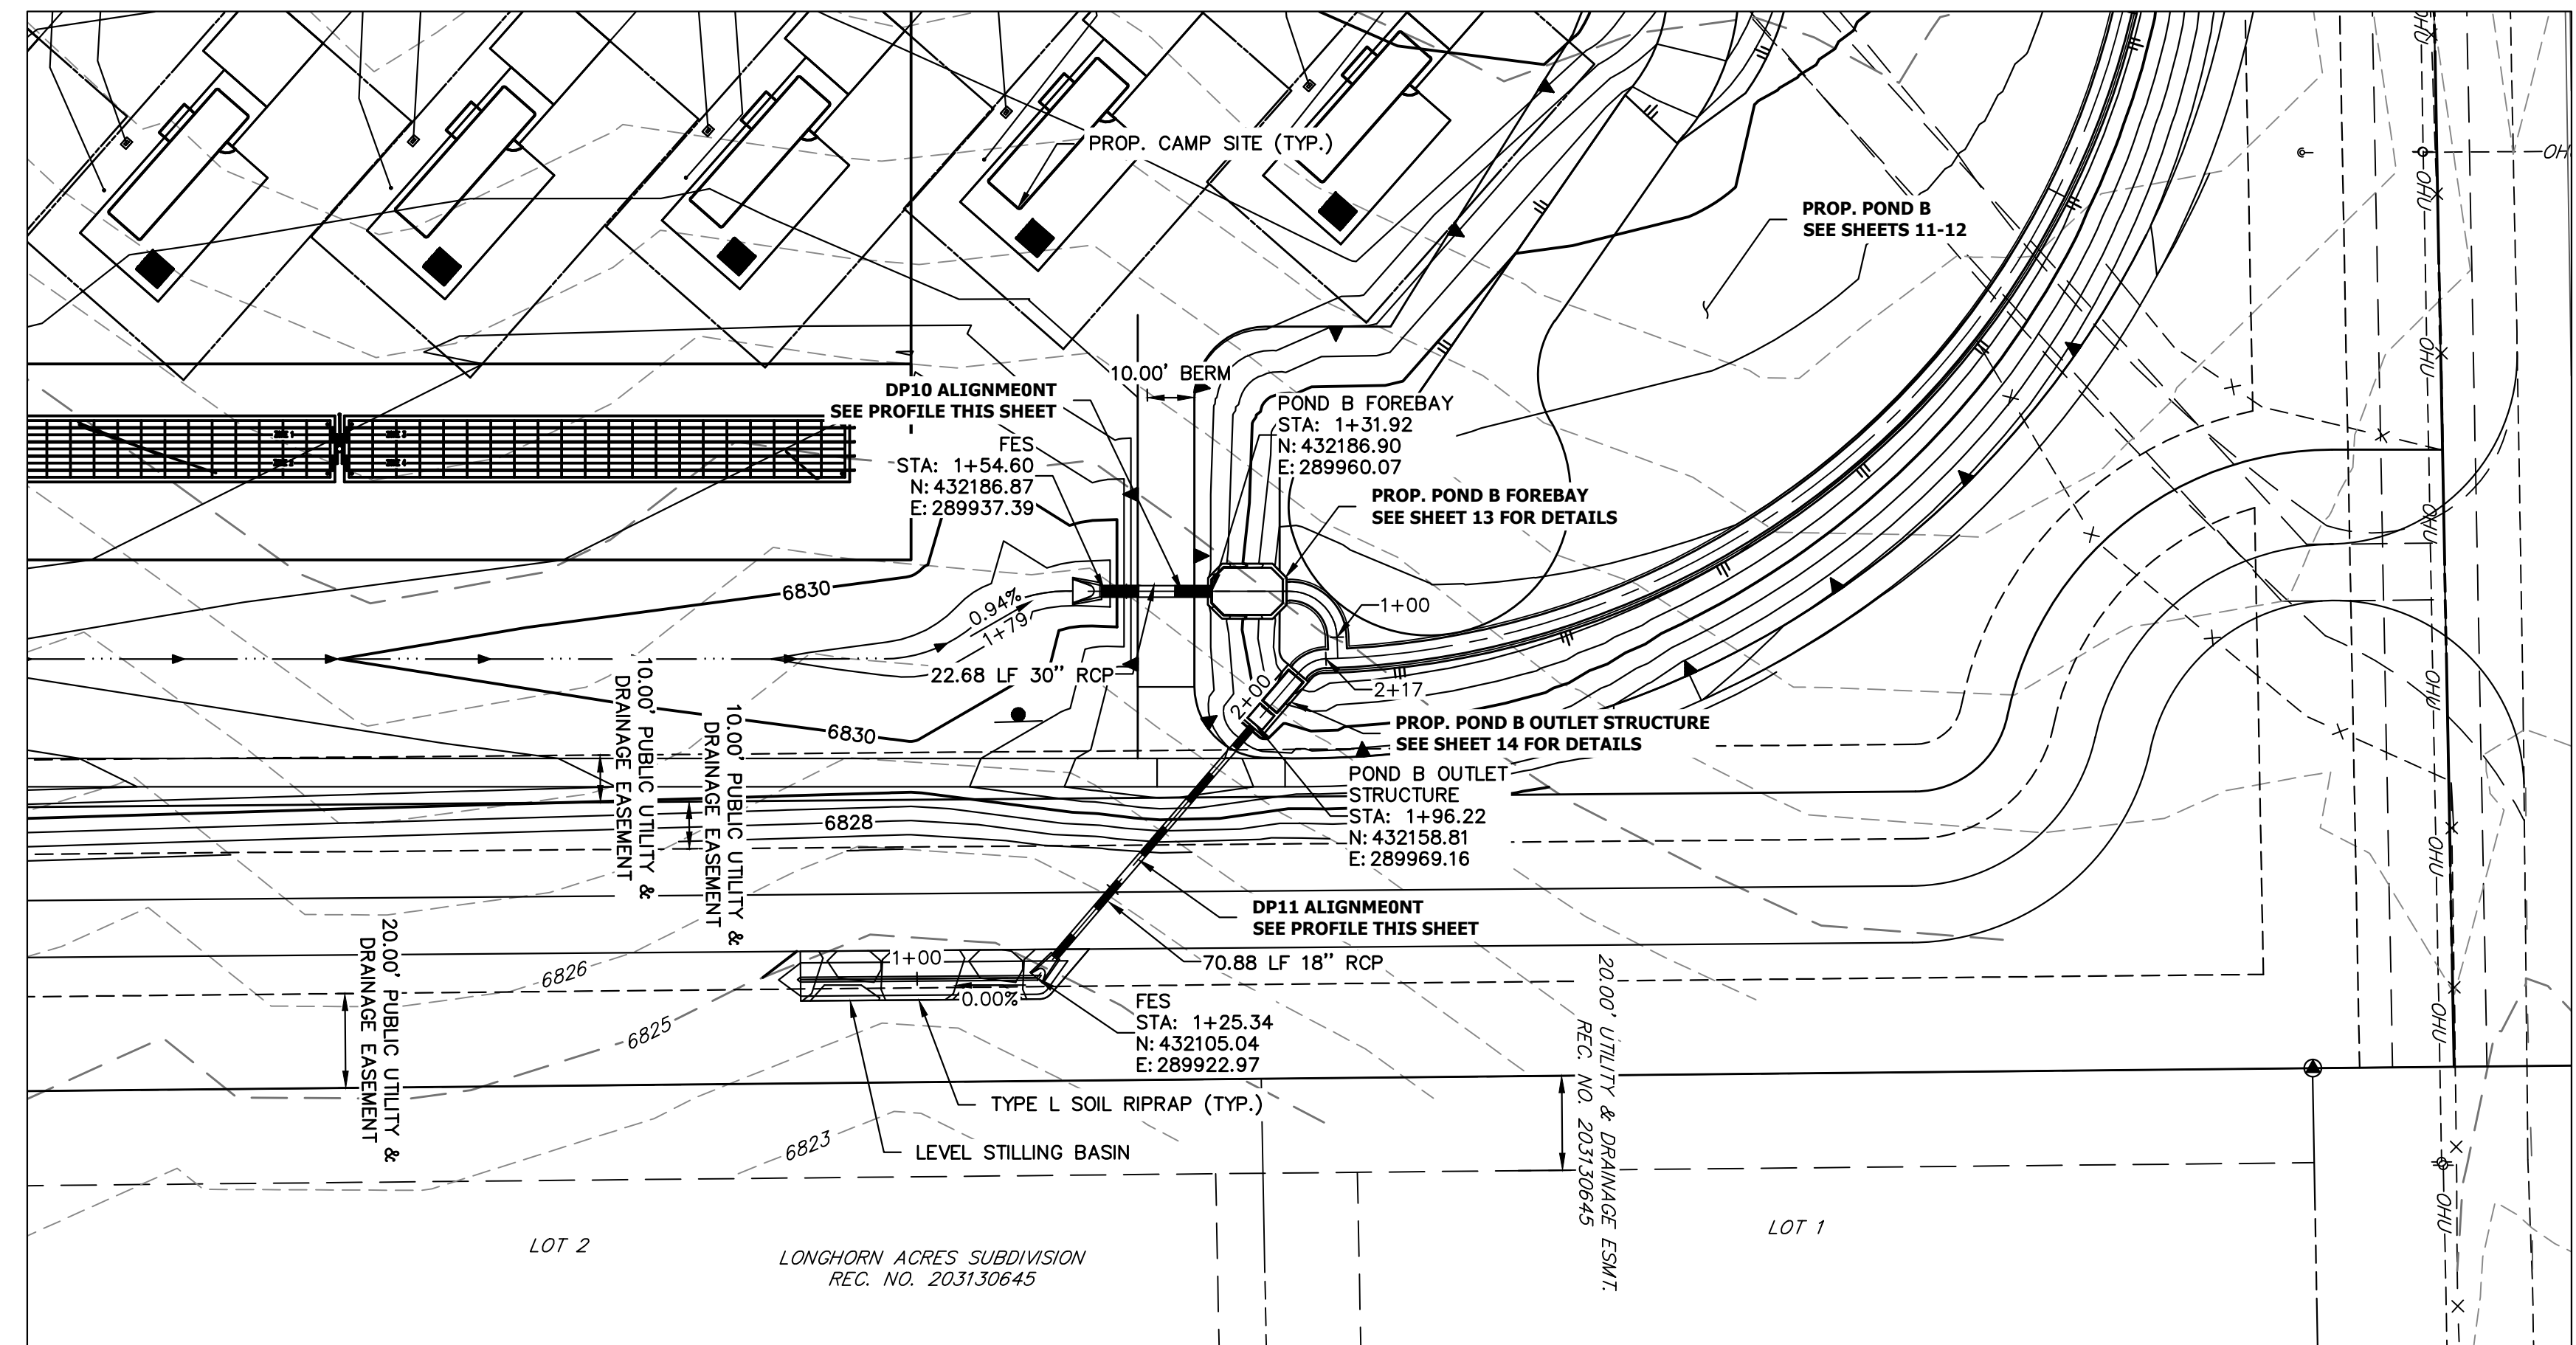 OHU
OHU
OH
PROP. CAMP SITE (TYP.)
PROP. POND B
SEE SHEETS 11-12
OHU
10.00' BERM
DP10 ALIGNME0NT
SEE PROFILE THIS SHEET
POND B FOREBAY
STA: 1+31.92
N: 432186.90
E: 289960.07
FES
STA: 1+54.60
N: 432186.87
E: 289937.39
PROP. POND B FOREBAY
SEE SHEET 13 FOR DETAILS
OHU
6830
0.94%
1+79
1+00
22.68 LF 30" RCP
2+17
2+00
OHU
6830
PROP. POND B OUTLET STRUCTURE
SEE SHEET 14 FOR DETAILS
10.00' PUBLIC UTILITY &
DRAINAGE EASEMENT
10.00' PUBLIC UTILITY &
DRAINAGE EASEMENT
POND B OUTLET
STRUCTURE
STA: 1+96.22
N: 432158.81
E: 289969.16
6828
OHU
DP11 ALIGNME0NT
SEE PROFILE THIS SHEET
70.88 LF 18" RCP
20.00' PUBLIC UTILITY &
DRAINAGE EASEMENT
6826
1+00
0.00%
6825
FES
STA: 1+25.34
N: 432105.04
E: 289922.97
OHU
20.00' UTILITY & DRAINAGE ESMT.
REC. NO. 203130645
TYPE L SOIL RIPRAP (TYP.)
6823
LEVEL STILLING BASIN
OHU
LOT 2
LONGHORN ACRES SUBDIVISION
REC. NO. 203130645
LOT 1